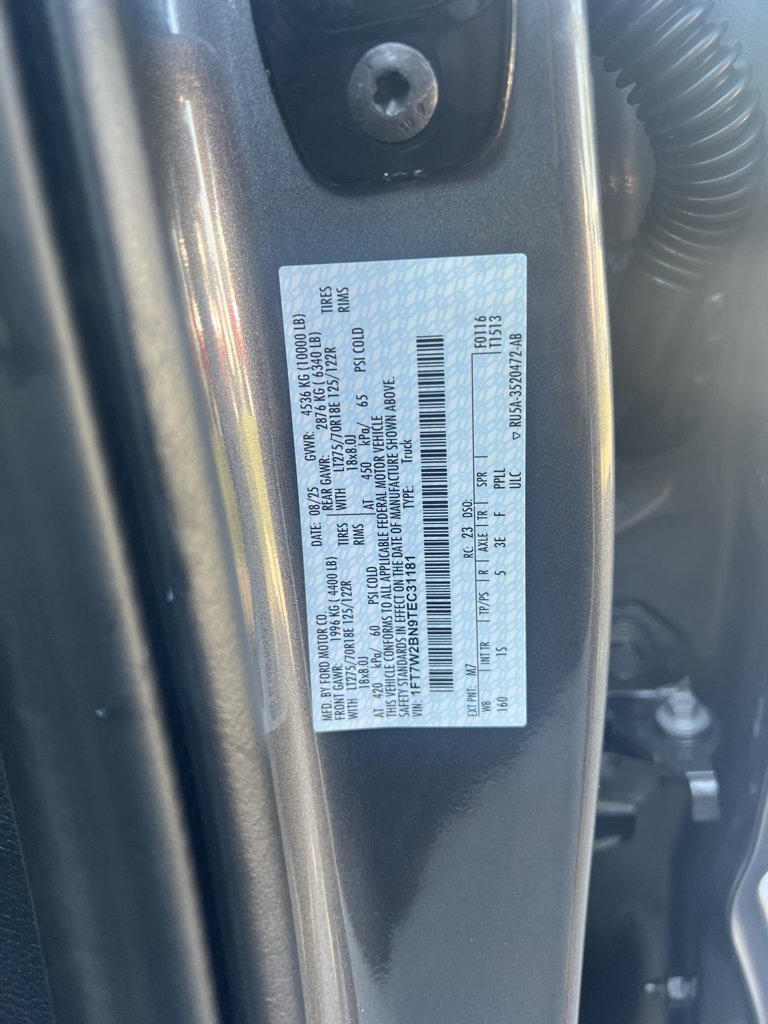 MFD. BY FORD MOTOR CO.
DATE: 08/25 GVWR: 4536 KG (10000 LB)
FRONT GAWR: 1996 KG ( 4400 LB) REAR GAWR: 2876 KG ( 6340 LB)
WITH LT275/70R18E 125/122R TIRES WITH LT275/70R18E 125/122R TIRES
18x8.0J RIMS 18x8.0J RIMS
AT 420 kPa/ 60 PSI COLD AT 450 kPa/ 65 PSI COLD
THIS VEHICLE CONFORMS TO ALL APPLICABLE FEDERAL MOTOR VEHICLE
SAFETY STANDARDS IN EFFECT ON THE DATE OF MANUFACTURE SHOWN ABOVE.
VIN: 1FT7W2BN9TEC31181 TYPE: Truck
F0116
T1513
EXT PNT: M7 RC: 23 DSO:
WB INT TR TP/PS R AXLE TR SPR
160 1S 5 3E F PPLL
ULC
▽ RU5A-3520472-AB